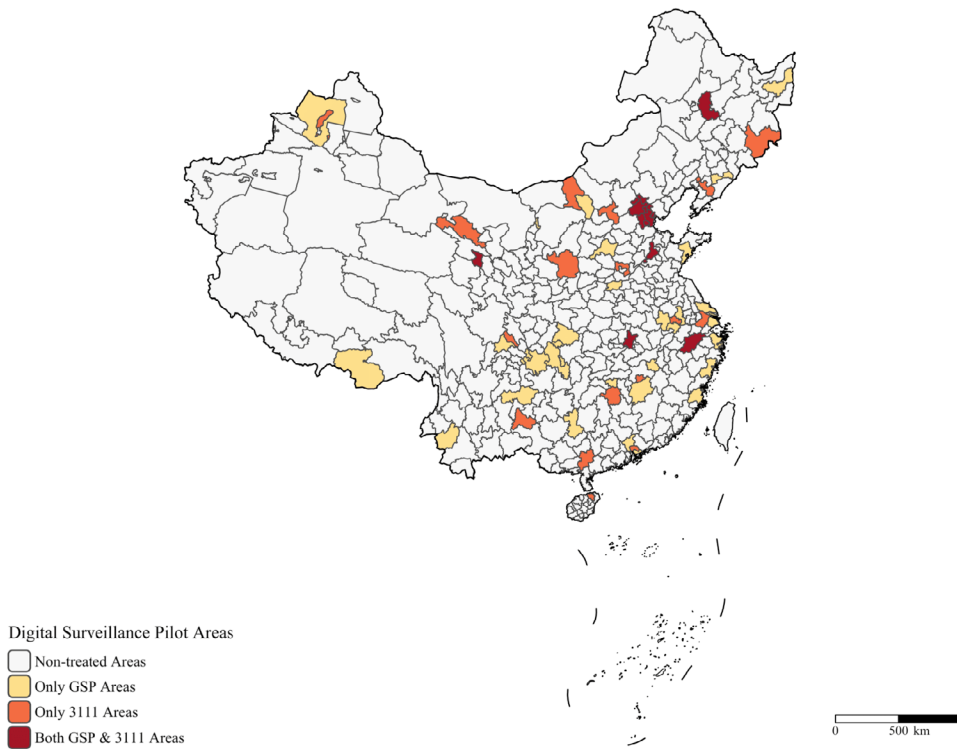 Digital Surveillance Pilot Areas
Non-treated Areas
Only GSP Areas
Only 3111 Areas
Both GSP & 3111 Areas
0 500 km